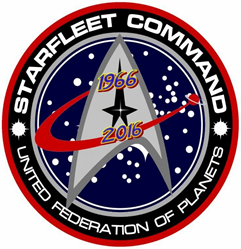 STARFLEET COMMAND
1966
2016
UNITED FEDERATION OF PLANETS